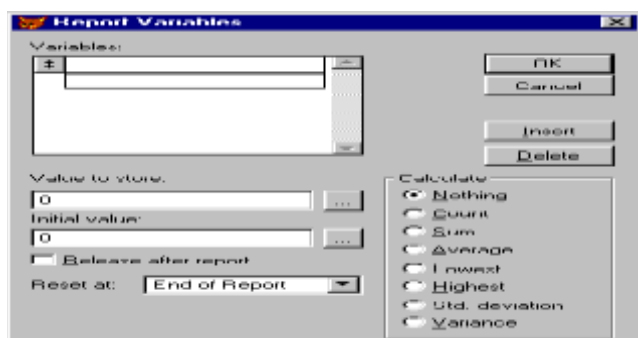 Report Variables
Variables:
OK
Cancel
Insert
Delete
Value to store:
0
...
Initial value:
0
...
Release after report
Reset at:
End of Report
Calculate
Nothing
Count
Sum
Average
Lowest
Highest
Std. deviation
Variance